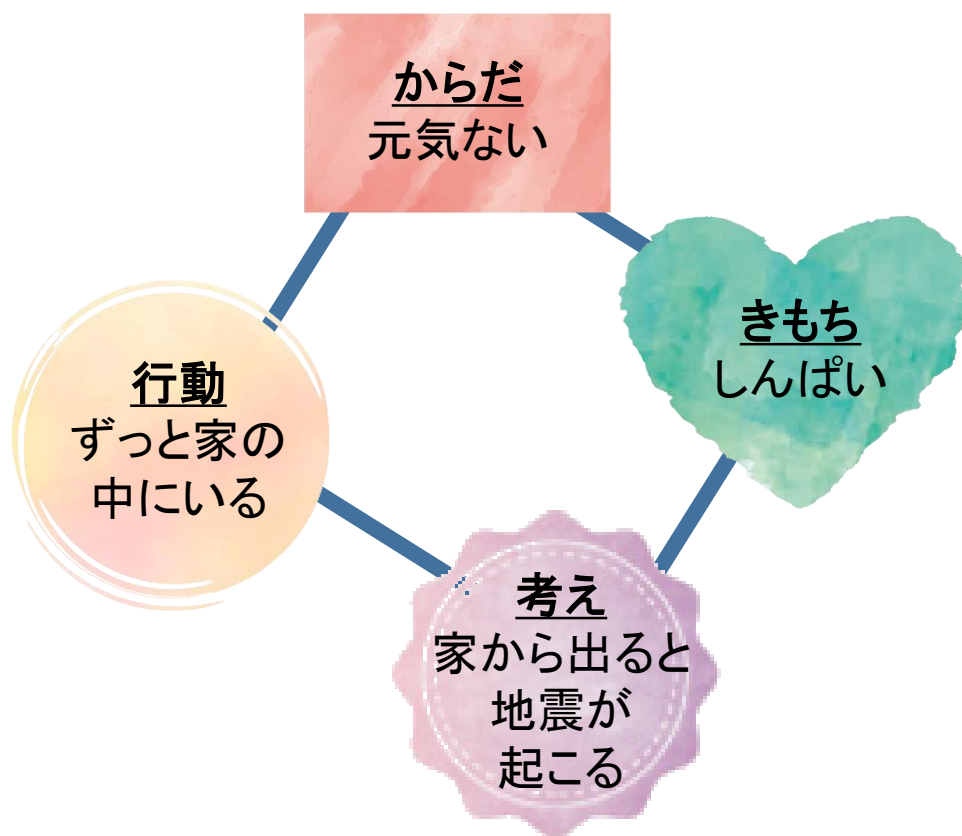 からだ
元気ない
きもち
しんぱい
行動
ずっと家の
中にいる
考え
家から出ると
地震が
起こる